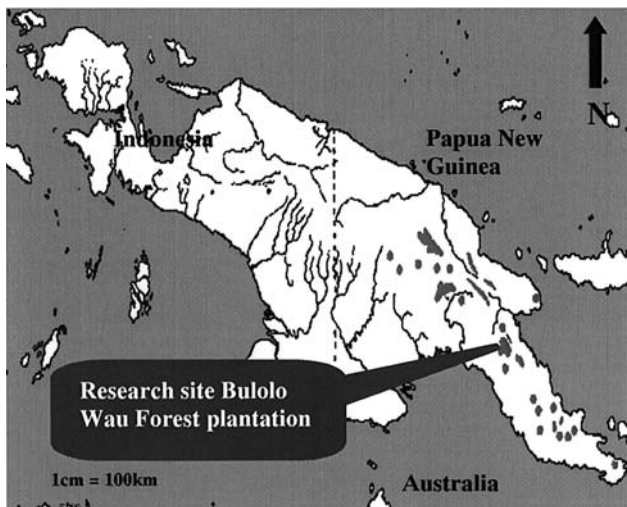 N
Indonesia
Papua New
Guinea
Research site Bulolo
Wau Forest plantation
1cm = 100km
Australia